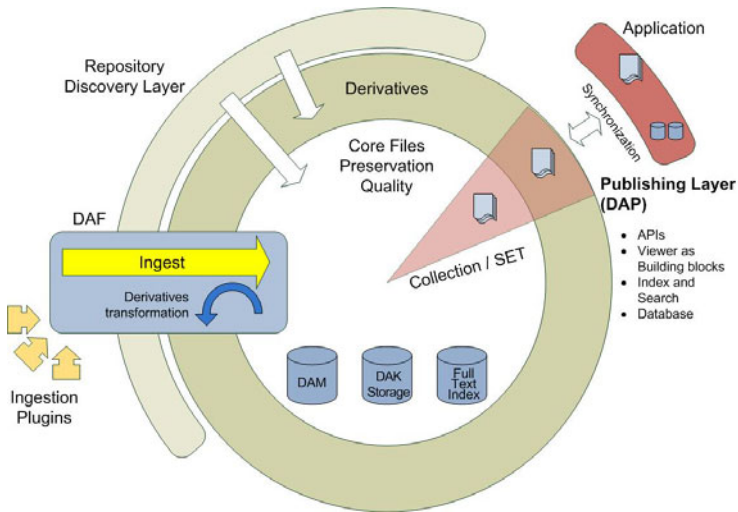 Application
Repository
Discovery Layer
Derivatives
Synchronization
Core Files
Preservation
Quality
Publishing Layer
(DAP)
• APIs
• Viewer as
Building blocks
• Index and
Search
• Database
DAF
Ingest
Derivatives
transformation
Collection / SET
Ingestion
Plugins
DAM
DAK
Storage
Full
Text
Index